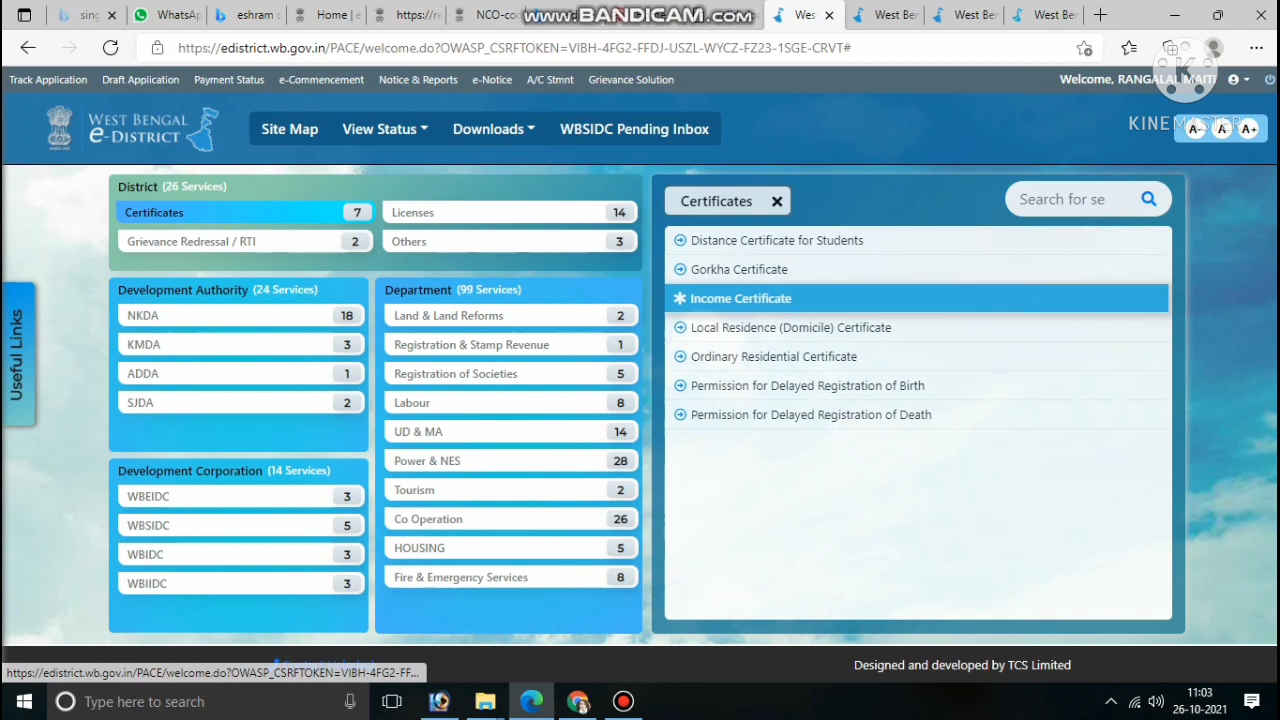 www.BANDICAM.com
sing
WhatsAp
eshram c
Home | e
https://re
NCO-co
Wes
West Ber
West Ber
West Ber
https://edistrict.wb.gov.in/PACE/welcome.do?OWASP_CSRFTOKEN=VIBH-4FG2-FFDJ-USZL-WYCZ-FZ23-1SGE-CRVT#
Track Application
Draft Application
Payment Status
e-Commencement
Notice & Reports
e-Notice
A/C Stmnt
Grievance Solution
Welcome, RANGALAL MAITI
K
KINEMASTER
WEST BENGAL
e-DISTRICT
Site Map
View Status
Downloads
WBSIDC Pending Inbox
A-
A
A+
Useful Links
District (26 Services)
Certificates 7
Licenses 14
Grievance Redressal / RTI 2
Others 3
Development Authority (24 Services)
NKDA 18
KMDA 3
ADDA 1
SJDA 2
Development Corporation (14 Services)
WBEIDC 3
WBSIDC 5
WBIDC 3
WBIIDC 3
Department (99 Services)
Land & Land Reforms 2
Registration & Stamp Revenue 1
Registration of Societies 5
Labour 8
UD & MA 14
Power & NES 28
Tourism 2
Co Operation 26
HOUSING 5
Fire & Emergency Services 8
Certificates
Search for se
Distance Certificate for Students
Gorkha Certificate
Income Certificate
Local Residence (Domicile) Certificate
Ordinary Residential Certificate
Permission for Delayed Registration of Birth
Permission for Delayed Registration of Death
https://edistrict.wb.gov.in/PACE/welcome.do?OWASP_CSRFTOKEN=VIBH-4FG2-FF...
Designed and developed by TCS Limited
Type here to search
11:03
26-10-2021